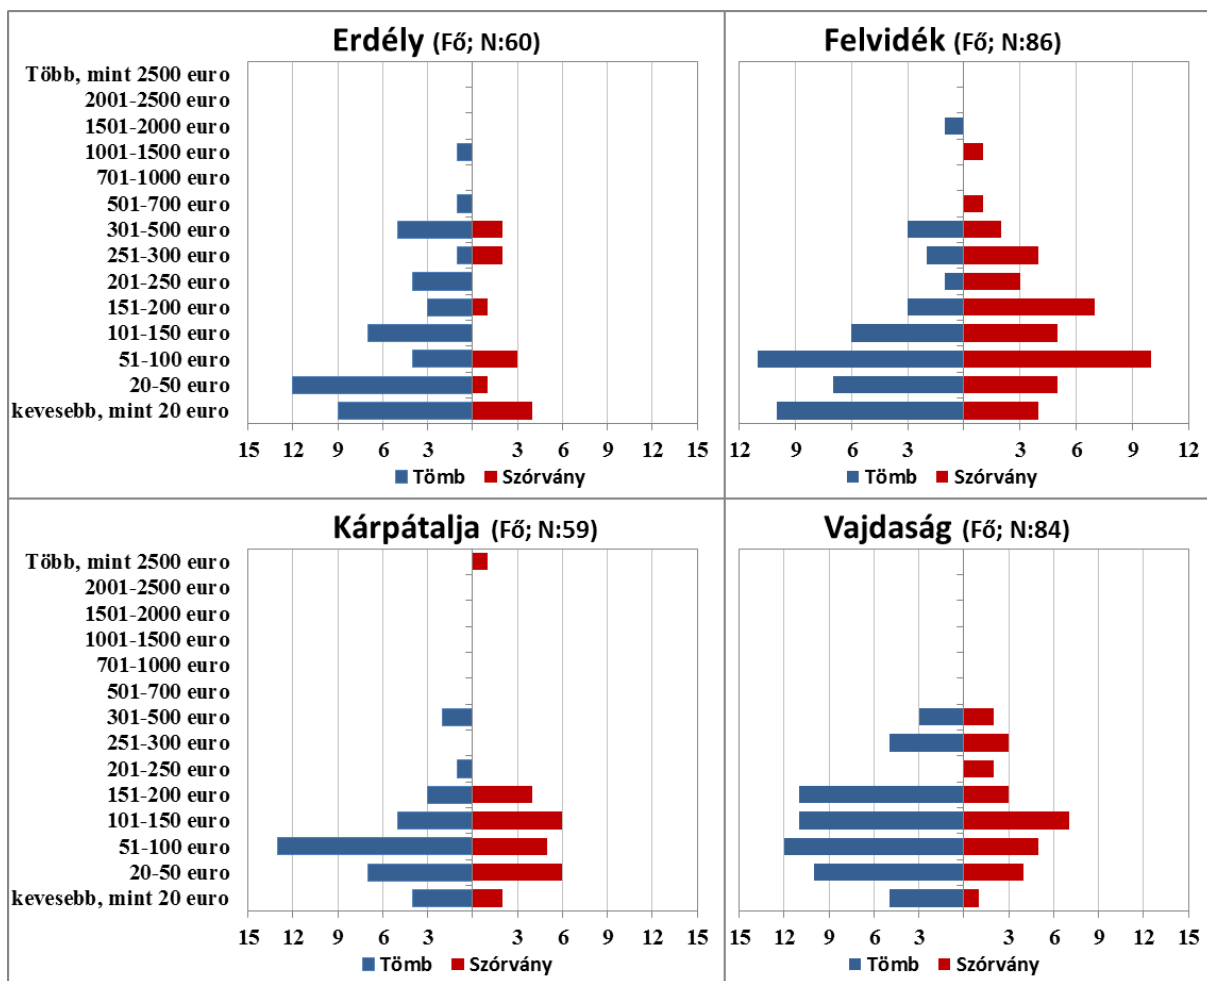 Erdély (Fő; N:60)
Több, mint 2500 euro
2001-2500 euro
1501-2000 euro
1001-1500 euro
701-1000 euro
501-700 euro
301-500 euro
251-300 euro
201-250 euro
151-200 euro
101-150 euro
51-100 euro
20-50 euro
kevesebb, mint 20 euro
15 12 9 6 3 3 6 9 12 15
Tömb Szórvány
Felvidék (Fő; N:86)
12 9 6 3 3 6 9 12
Tömb Szórvány
Kárpátalja (Fő; N:59)
Több, mint 2500 euro
2001-2500 euro
1501-2000 euro
1001-1500 euro
701-1000 euro
501-700 euro
301-500 euro
251-300 euro
201-250 euro
151-200 euro
101-150 euro
51-100 euro
20-50 euro
kevesebb, mint 20 euro
15 12 9 6 3 3 6 9 12 15
Tömb Szórvány
Vajdaság (Fő; N:84)
15 12 9 6 3 3 6 9 12 15
Tömb Szórvány